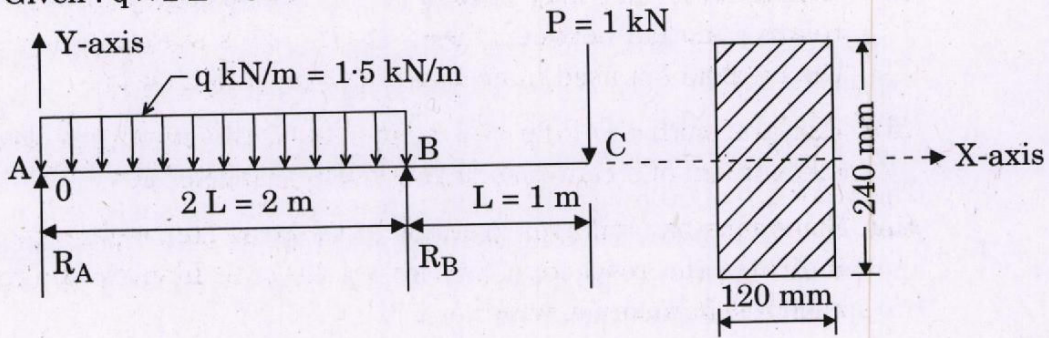 Y-axis
P = 1 kN
q kN/m = 1·5 kN/m
A
B
C
X-axis
0
2 L = 2 m
L = 1 m
240 mm
R_A
R_B
120 mm